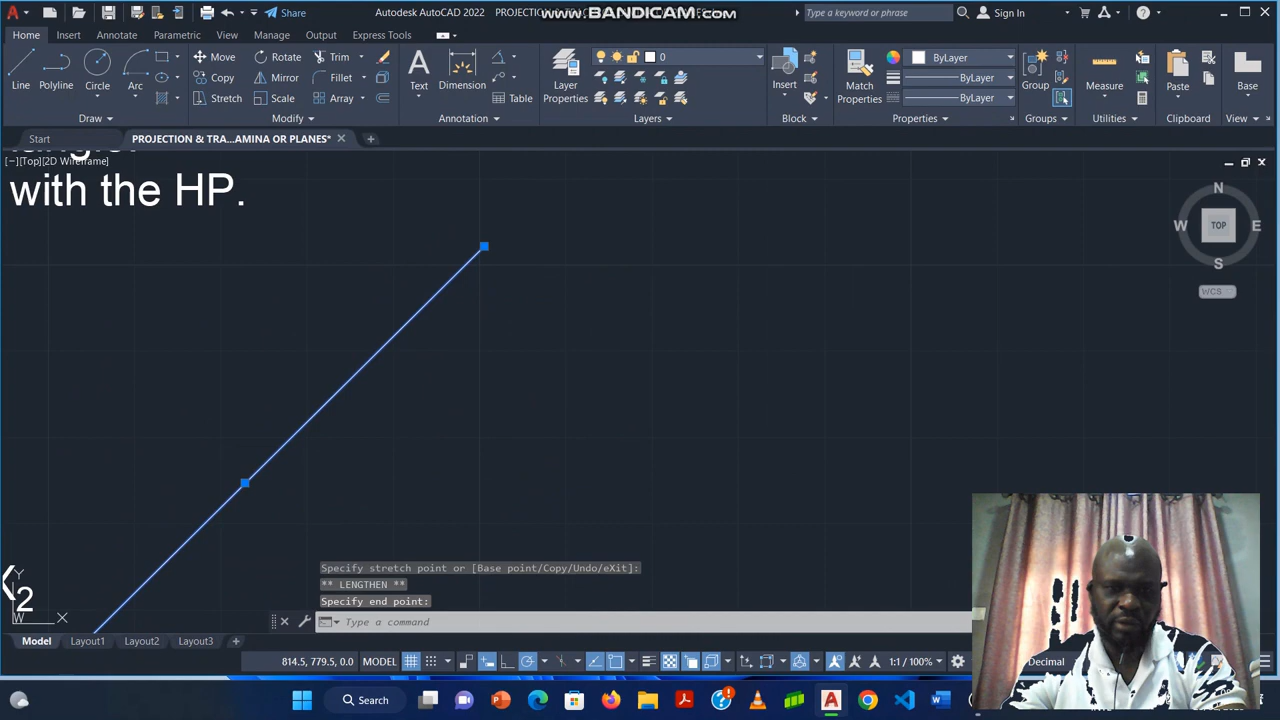 Share
Autodesk AutoCAD 2022
www.BANDICAM.com
Type a keyword or phrase
Sign In
Home Insert Annotate Parametric View Manage Output Collaborate Express Tools
Line
Polyline
Circle
Arc
Draw
Move
Copy
Stretch
Rotate
Mirror
Scale
Trim
Fillet
Array
Modify
Text
Dimension
Table
Annotation
Layer
Properties
0
Layers
Insert
Block
Match
Properties
ByLayer
ByLayer
ByLayer
Properties
Group
Groups
Measure
Utilities
Paste
Clipboard
Base
View
Start
PROJECTION & TRA...AMINA OR PLANES*
[−][Top][2D Wireframe]
with the HP.
N
W
TOP
E
S
WCS
Y
X
2
W
Specify stretch point or [Base point/Copy/Undo/eXit]:
** LENGTHEN **
Specify end point:
Type a command
Model Layout1 Layout2 Layout3
814.5, 779.5, 0.0 MODEL
1:1 / 100%
Decimal
Search